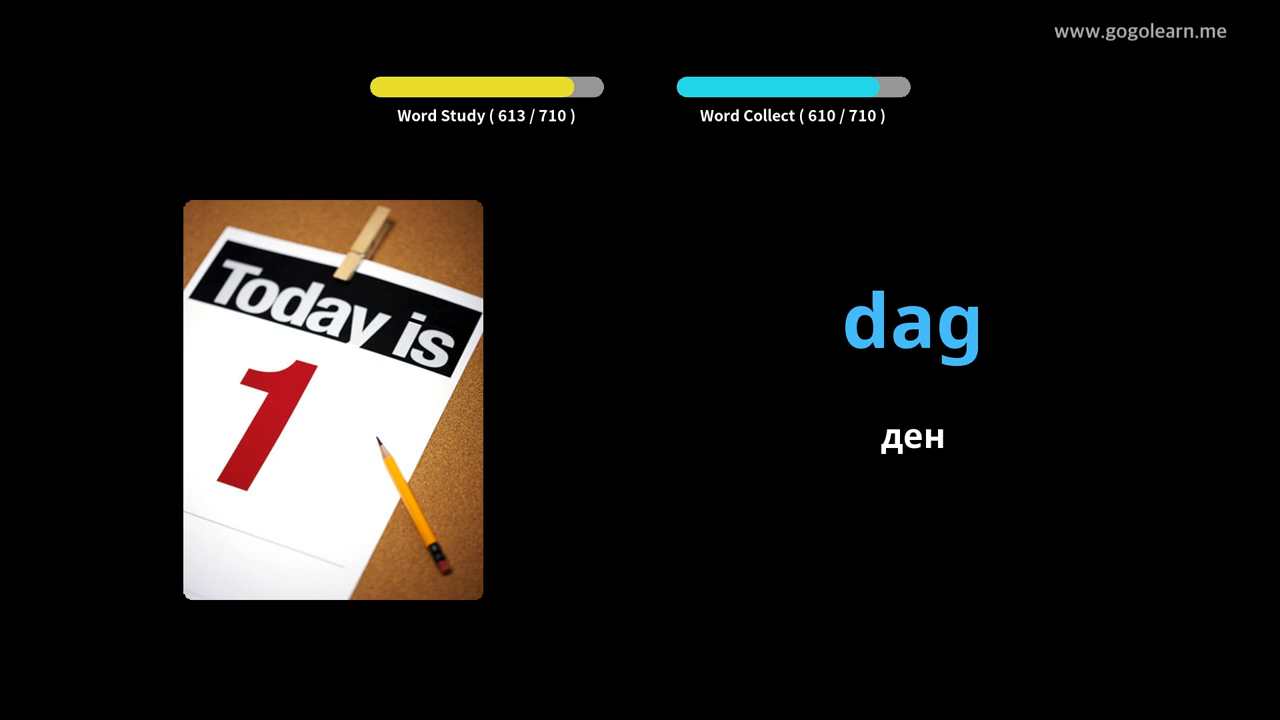 www.gogolearn.me
Word Study ( 613 / 710 )
Word Collect ( 610 / 710 )
Today is
1
dag
ден